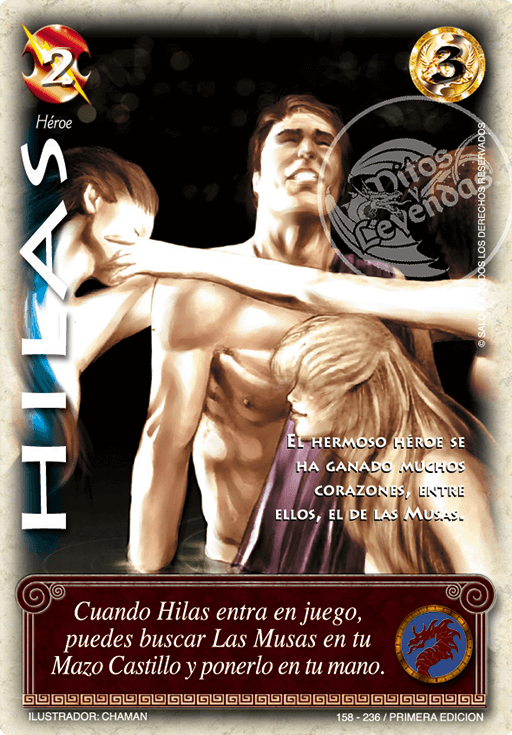 2
3
Héroe
HILAS
Mitos
y
Leyendas
EL HERMOSO HÉROE SE
HA GANADO MUCHOS
CORAZONES, ENTRE
ELLOS, EL DE LAS MUSAS.
Cuando Hilas entra en juego,
puedes buscar Las Musas en tu
Mazo Castillo y ponerlo en tu mano.
ILUSTRADOR: CHAMAN
158 - 236 / PRIMERA EDICION
DOS LOS DERECHOS RESERVADOS